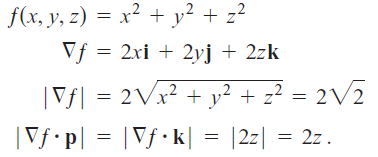 f(x, y, z) = x² + y² + z²
∇f = 2xi + 2yj + 2zk
|∇f| = 2√(x² + y² + z²) = 2√2
|∇f · p| = |∇f · k| = |2z| = 2z .